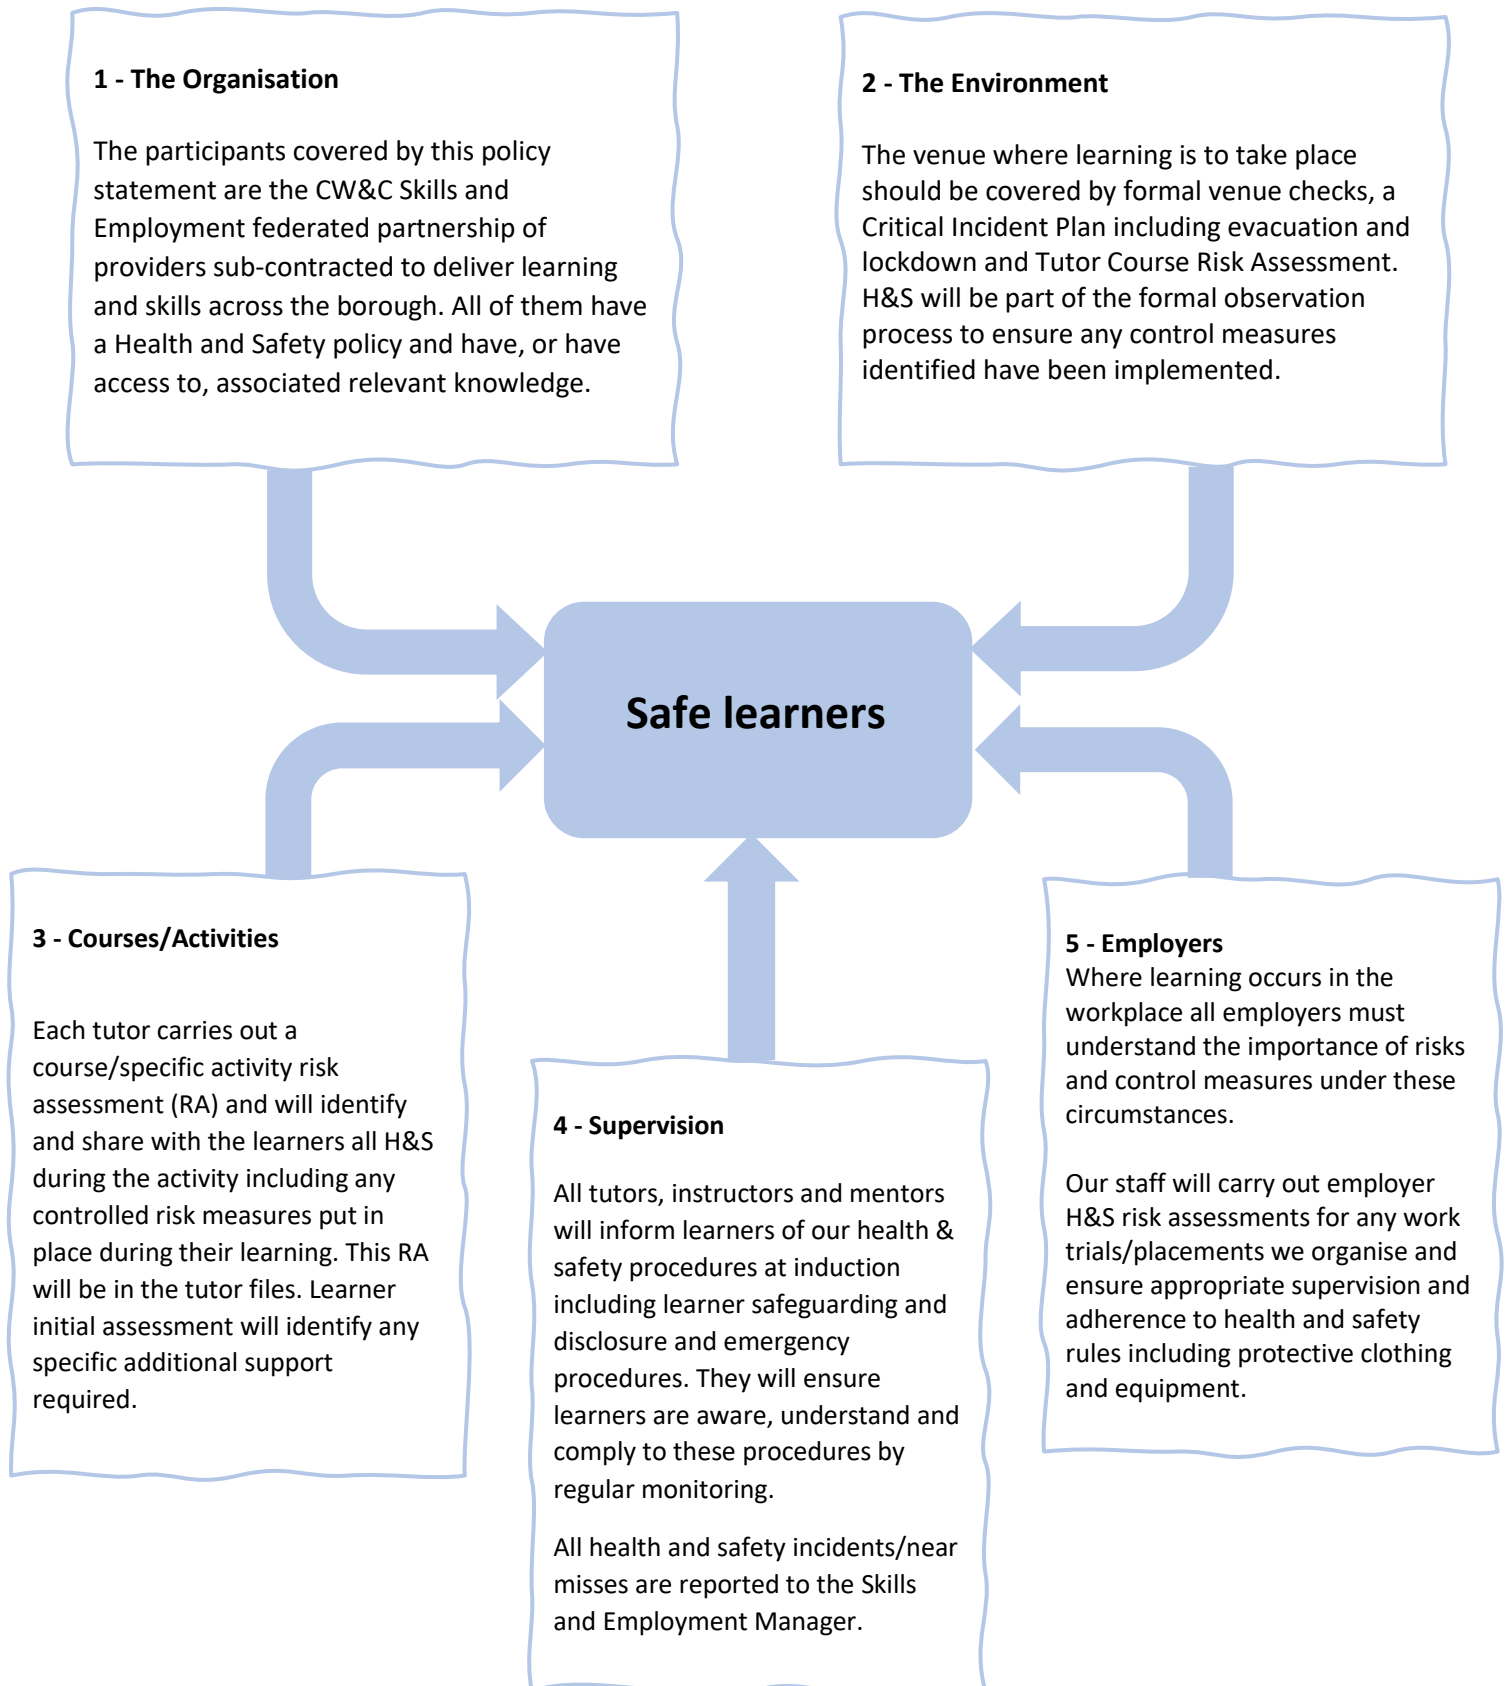 1 - The Organisation
The participants covered by this policy
statement are the CW&C Skills and
Employment federated partnership of
providers sub-contracted to deliver learning
and skills across the borough. All of them have
a Health and Safety policy and have, or have
access to, associated relevant knowledge.
2 - The Environment
The venue where learning is to take place
should be covered by formal venue checks, a
Critical Incident Plan including evacuation and
lockdown and Tutor Course Risk Assessment.
H&S will be part of the formal observation
process to ensure any control measures
identified have been implemented.
Safe learners
3 - Courses/Activities
Each tutor carries out a
course/specific activity risk
assessment (RA) and will identify
and share with the learners all H&S
during the activity including any
controlled risk measures put in
place during their learning. This RA
will be in the tutor files. Learner
initial assessment will identify any
specific additional support
required.
4 - Supervision
All tutors, instructors and mentors
will inform learners of our health &
safety procedures at induction
including learner safeguarding and
disclosure and emergency
procedures. They will ensure
learners are aware, understand and
comply to these procedures by
regular monitoring.
All health and safety incidents/near
misses are reported to the Skills
and Employment Manager.
5 - Employers
Where learning occurs in the
workplace all employers must
understand the importance of risks
and control measures under these
circumstances.
Our staff will carry out employer
H&S risk assessments for any work
trials/placements we organise and
ensure appropriate supervision and
adherence to health and safety
rules including protective clothing
and equipment.